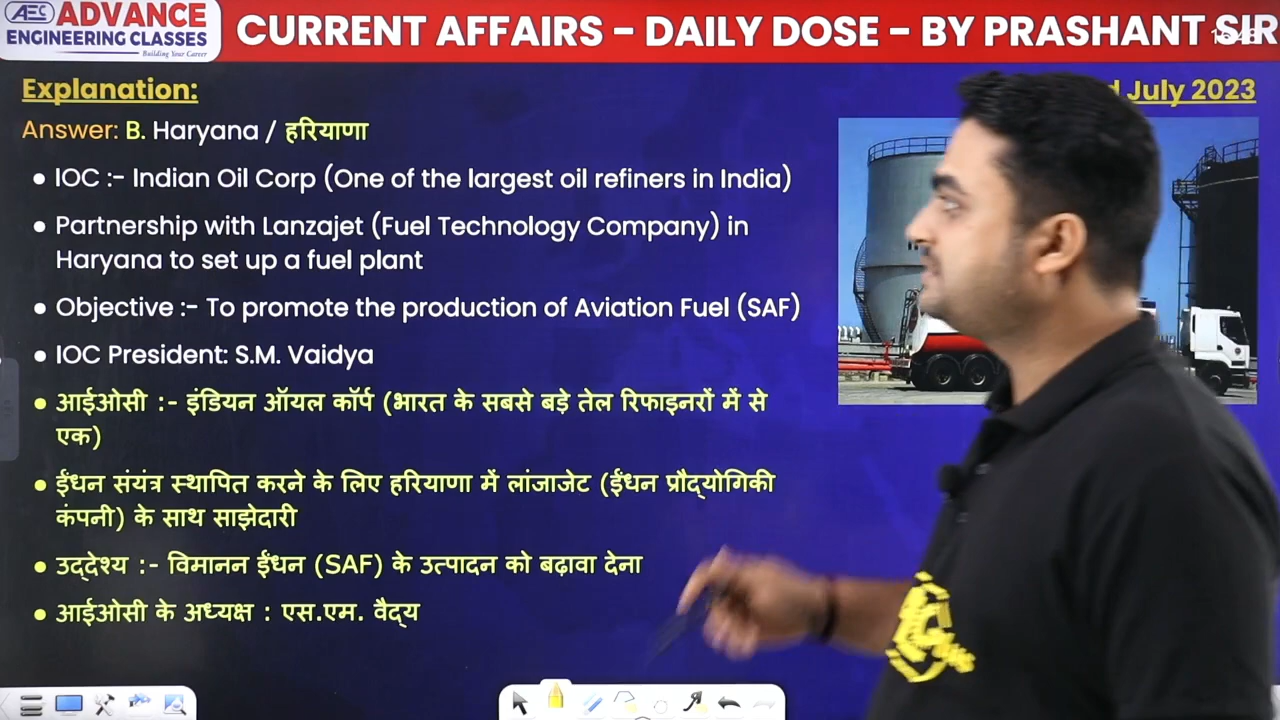 AEC ADVANCE
ENGINEERING CLASSES
Building Your Career
CURRENT AFFAIRS – DAILY DOSE – BY PRASHANT SIR
Explanation:
July 2023
Answer: B. Haryana / हरियाणा
• IOC :- Indian Oil Corp (One of the largest oil refiners in India)
• Partnership with Lanzajet (Fuel Technology Company) in
Haryana to set up a fuel plant
• Objective :- To promote the production of Aviation Fuel (SAF)
• IOC President: S.M. Vaidya
• आईओसी :- इंडियन ऑयल कॉर्प (भारत के सबसे बड़े तेल रिफाइनरों में से
एक)
• ईंधन संयंत्र स्थापित करने के लिए हरियाणा में लांजाजेट (ईंधन प्रौद्योगिकी
कंपनी) के साथ साझेदारी
• उद्देश्य :- विमानन ईंधन (SAF) के उत्पादन को बढ़ावा देना
• आईओसी के अध्यक्ष : एस.एम. वैद्य